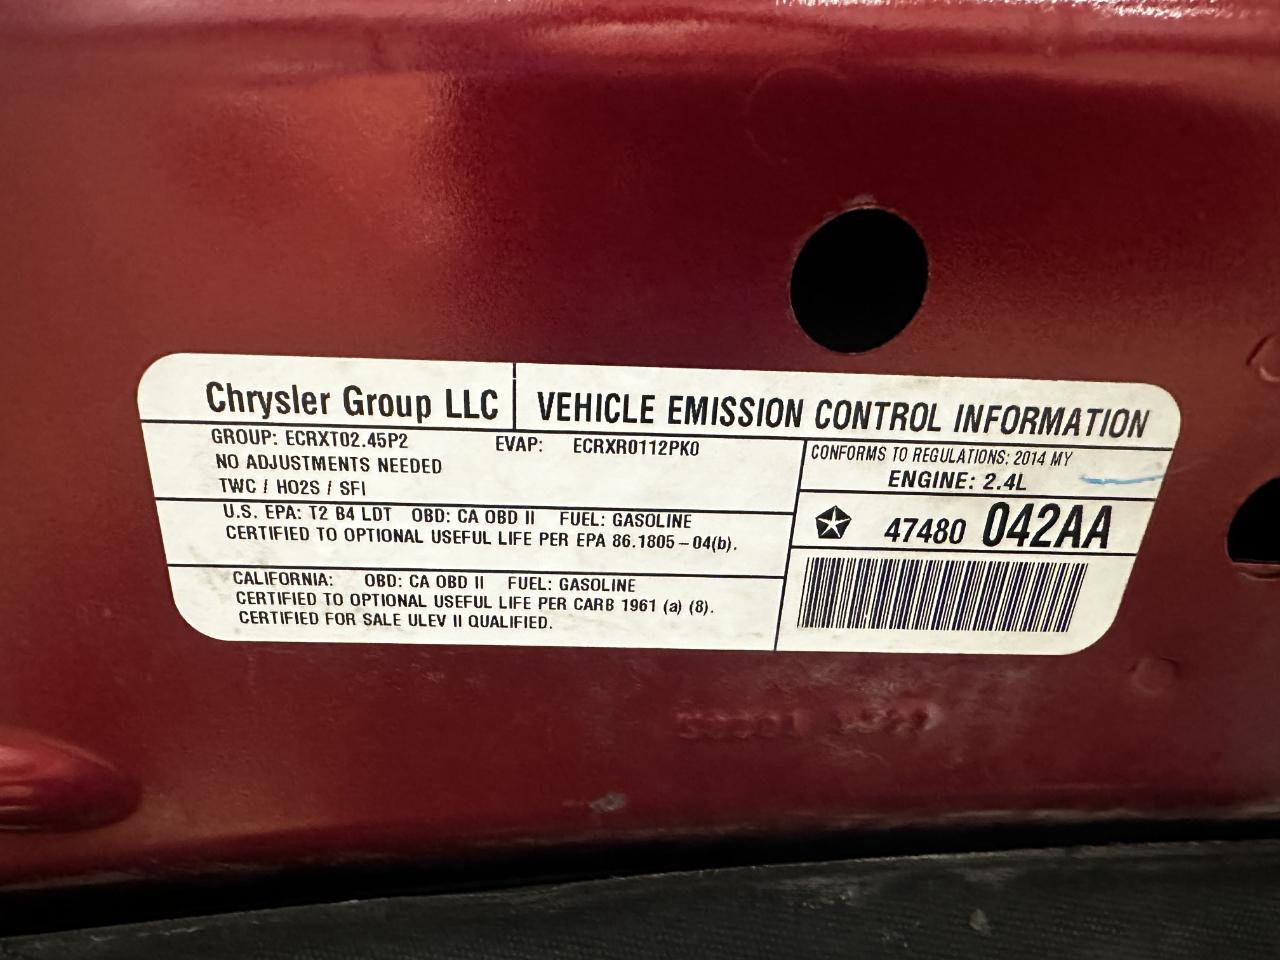 Chrysler Group LLC
VEHICLE EMISSION CONTROL INFORMATION
GROUP: ECRXT02.45P2 EVAP: ECRXR0112PK0
NO ADJUSTMENTS NEEDED
TWC / HO2S / SFI
CONFORMS TO REGULATIONS: 2014 MY
ENGINE: 2.4L
U.S. EPA: T2 B4 LDT OBD: CA OBD II FUEL: GASOLINE
CERTIFIED TO OPTIONAL USEFUL LIFE PER EPA 86.1805-04(b).
47480 042AA
CALIFORNIA: OBD: CA OBD II FUEL: GASOLINE
CERTIFIED TO OPTIONAL USEFUL LIFE PER CARB 1961 (a) (8).
CERTIFIED FOR SALE ULEV II QUALIFIED.